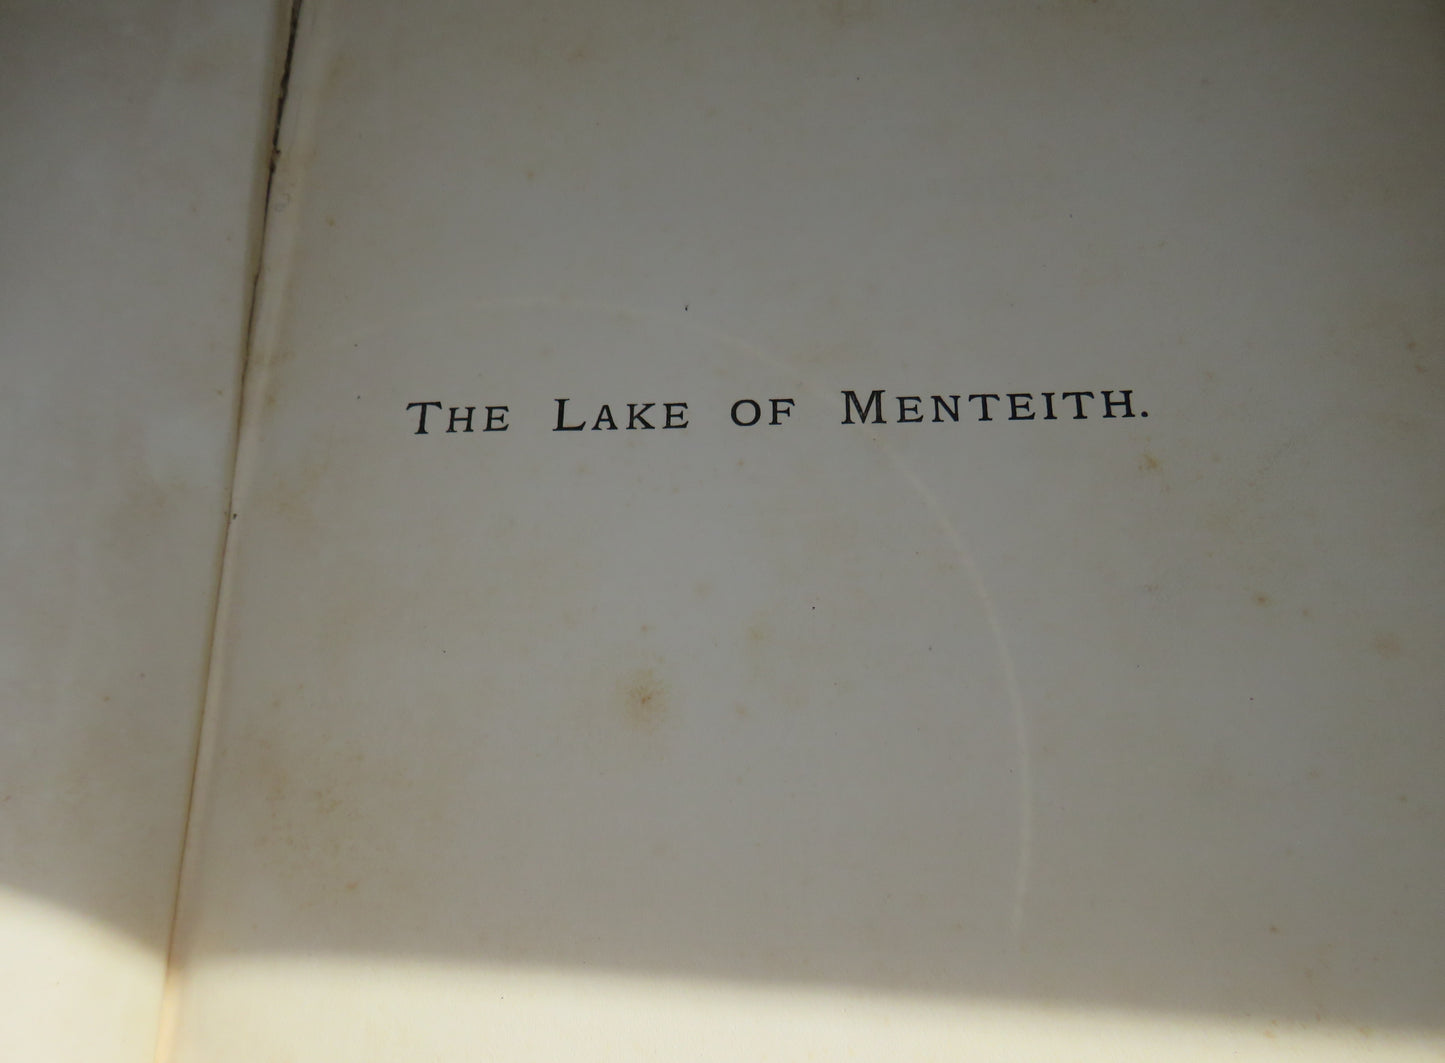 The Lake of Menteith.